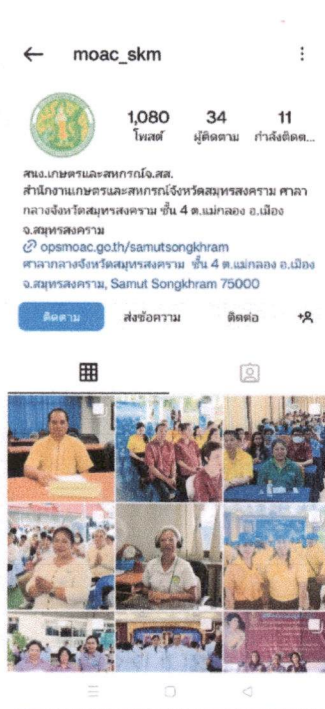 moac_skm
1,080 34 11
โพสต์ ผู้ติดตาม กำลังติดต...
สนง.เกษตรและสหกรณ์จ.สส.
สำนักงานเกษตรและสหกรณ์จังหวัดสมุทรสงคราม ศาลา
กลางจังหวัดสมุทรสงคราม ชั้น 4 ต.แม่กลอง อ.เมือง
จ.สมุทรสงคราม
opsmoac.go.th/samutsongkhram
ศาลากลางจังหวัดสมุทรสงคราม ชั้น 4 ต.แม่กลอง อ.เมือง
จ.สมุทรสงคราม, Samut Songkhram 75000
ติดตาม ส่งข้อความ ติดต่อ